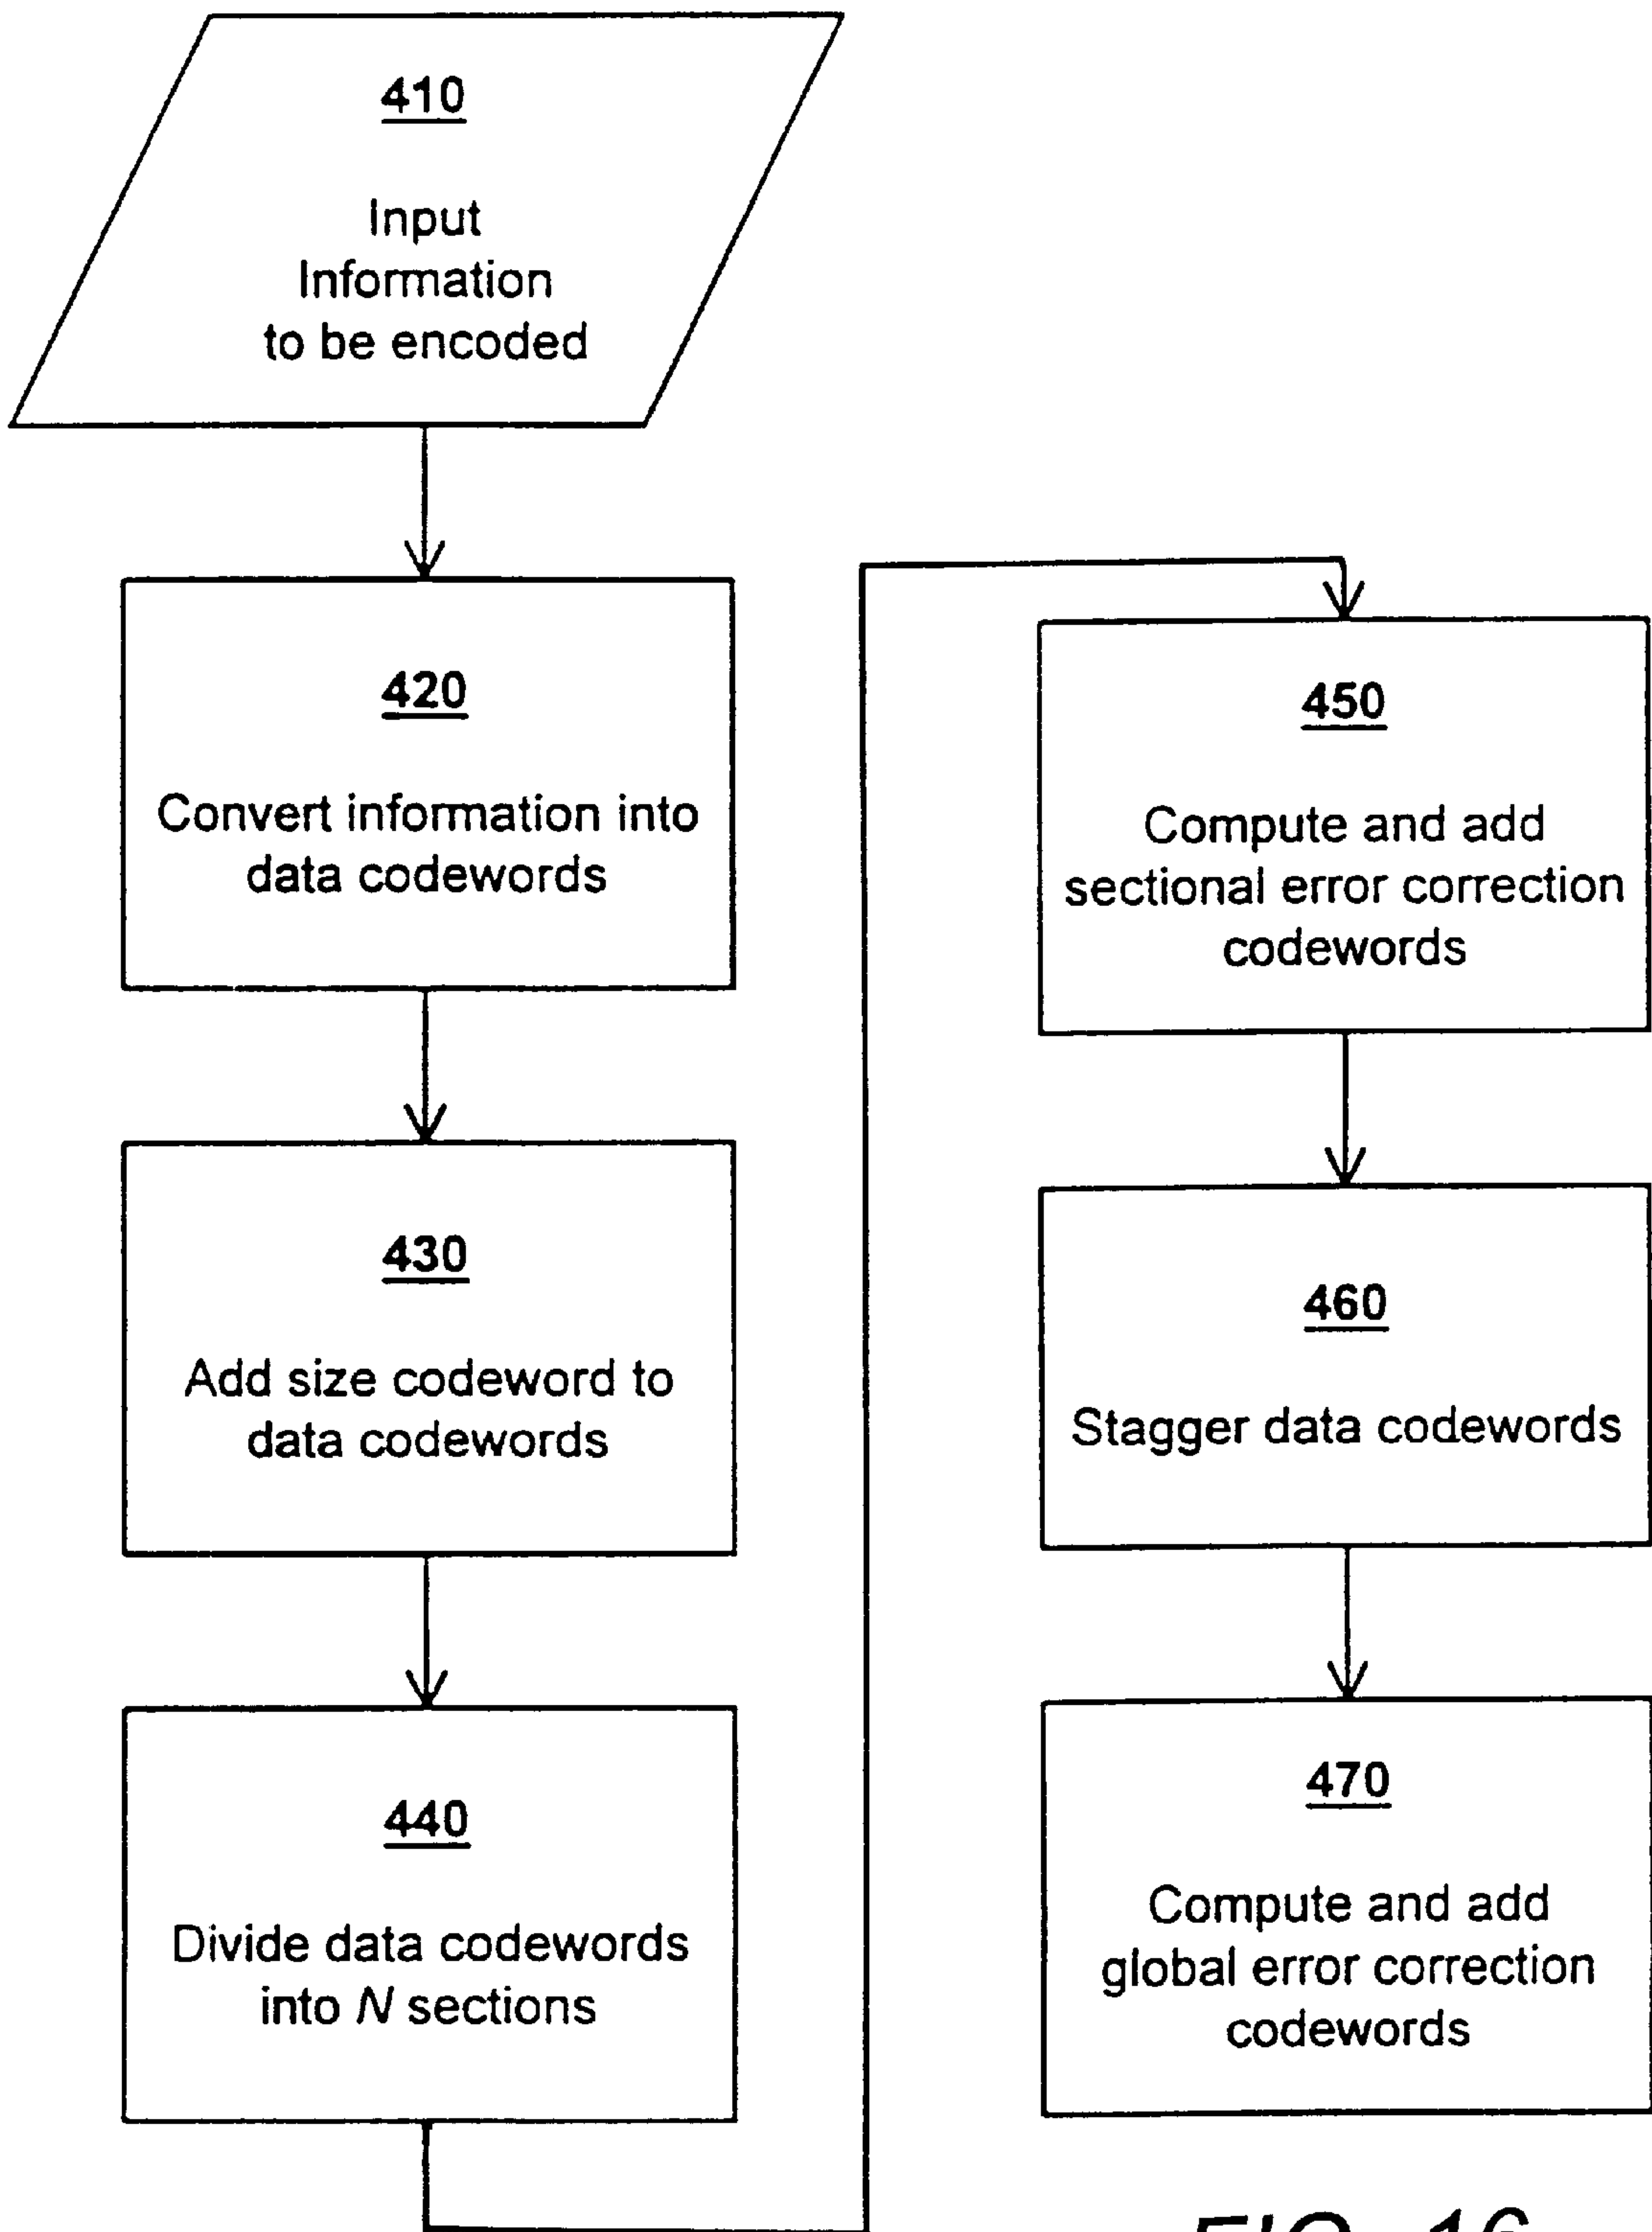 410
Input
Information
to be encoded
420
Convert information into
data codewords
430
Add size codeword to
data codewords
440
Divide data codewords
into N sections
450
Compute and add
sectional error correction
codewords
460
Stagger data codewords
470
Compute and add
global error correction
codewords
FIG. 16